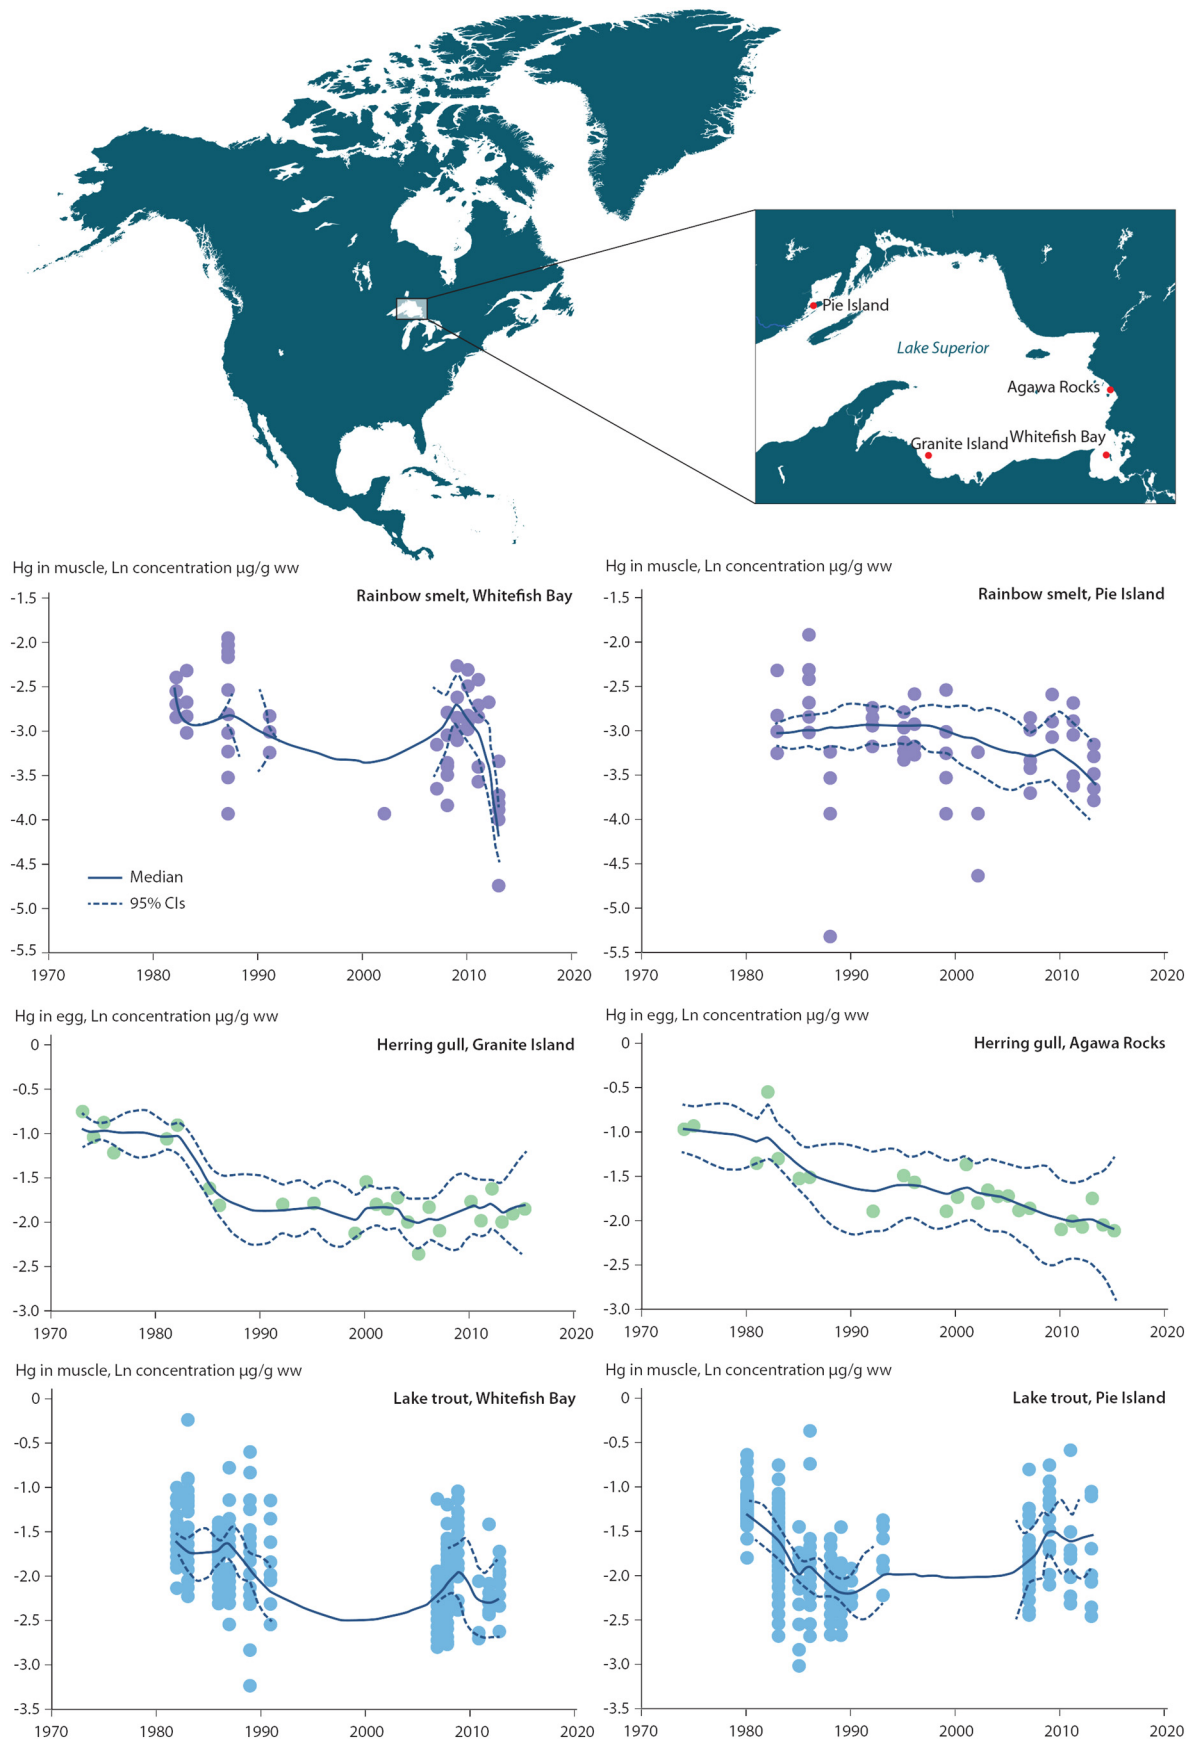 Pie Island
Lake Superior
Agawa Rocks
Granite Island
Whitefish Bay
Hg in muscle, Ln concentration µg/g ww
Rainbow smelt, Whitefish Bay
-1.5
-2.0
-2.5
-3.0
-3.5
-4.0
-4.5
-5.0
-5.5
Median
95% CIs
1970 1980 1990 2000 2010 2020
Hg in muscle, Ln concentration µg/g ww
Rainbow smelt, Pie Island
-1.5
-2.0
-2.5
-3.0
-3.5
-4.0
-4.5
-5.0
-5.5
1970 1980 1990 2000 2010 2020
Hg in egg, Ln concentration µg/g ww
Herring gull, Granite Island
0
-0.5
-1.0
-1.5
-2.0
-2.5
-3.0
1970 1980 1990 2000 2010 2020
Hg in egg, Ln concentration µg/g ww
Herring gull, Agawa Rocks
0
-0.5
-1.0
-1.5
-2.0
-2.5
-3.0
1970 1980 1990 2000 2010 2020
Hg in muscle, Ln concentration µg/g ww
Lake trout, Whitefish Bay
0
-0.5
-1.0
-1.5
-2.0
-2.5
-3.0
-3.5
1970 1980 1990 2000 2010 2020
Hg in muscle, Ln concentration µg/g ww
Lake trout, Pie Island
0
-0.5
-1.0
-1.5
-2.0
-2.5
-3.0
-3.5
1970 1980 1990 2000 2010 2020